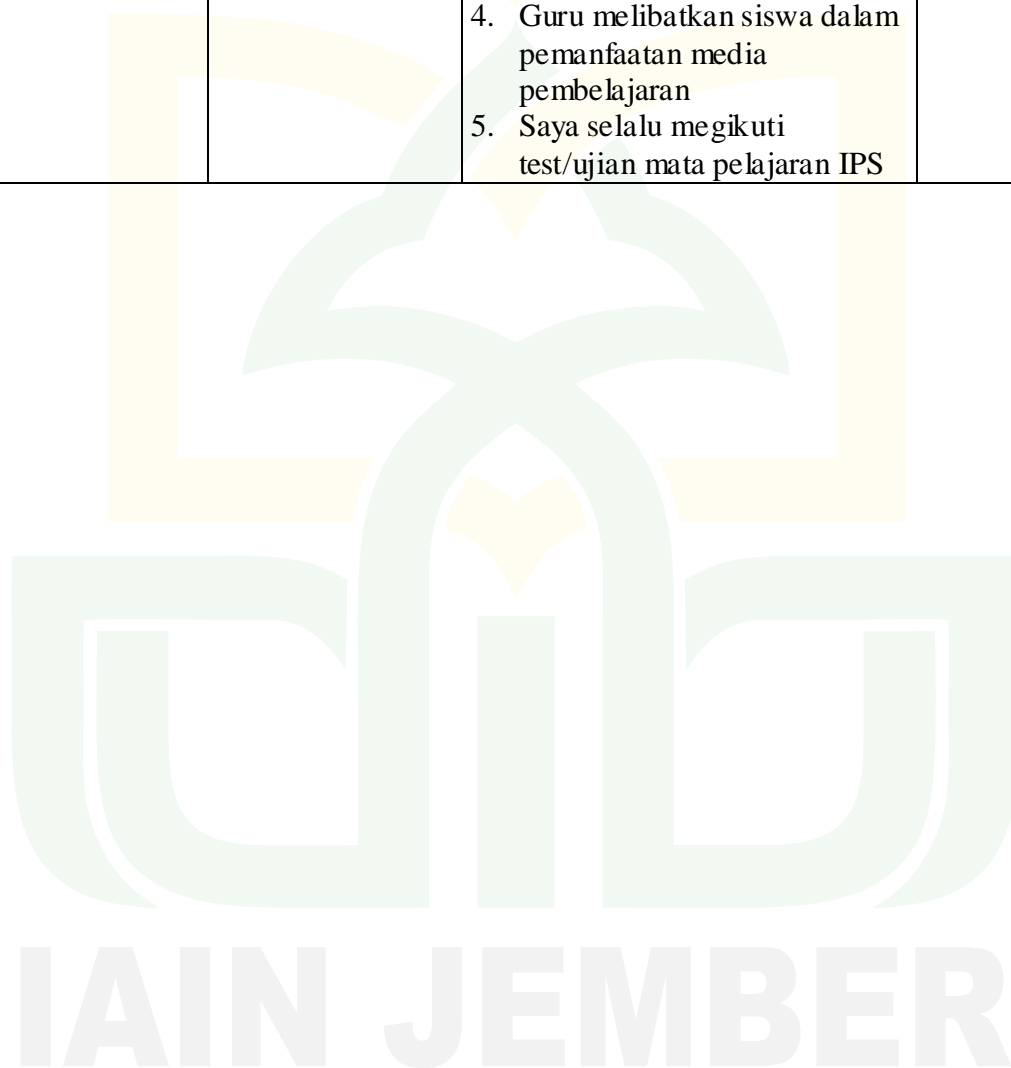 4. Guru melibatkan siswa dalam
pemanfaatan media
pembelajaran
5. Saya selalu megikuti
test/ujian mata pelajaran IPS
IAIN JEMBER